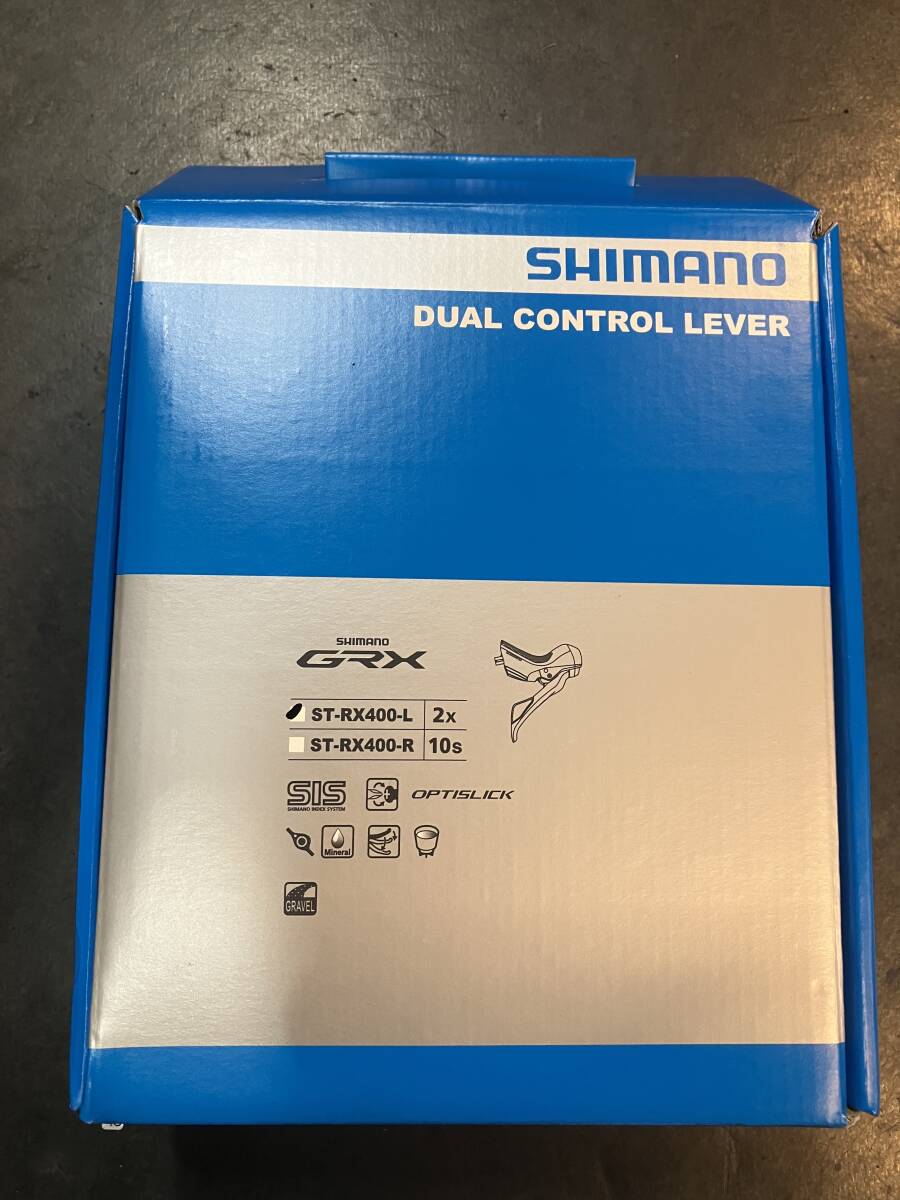 SHIMANO
DUAL CONTROL LEVER
SHIMANO
GRX
ST-RX400-L 2x
ST-RX400-R 10s
SIS OPTISLICK
SHIMANO INDEX SYSTEM
Mineral
GRAVEL